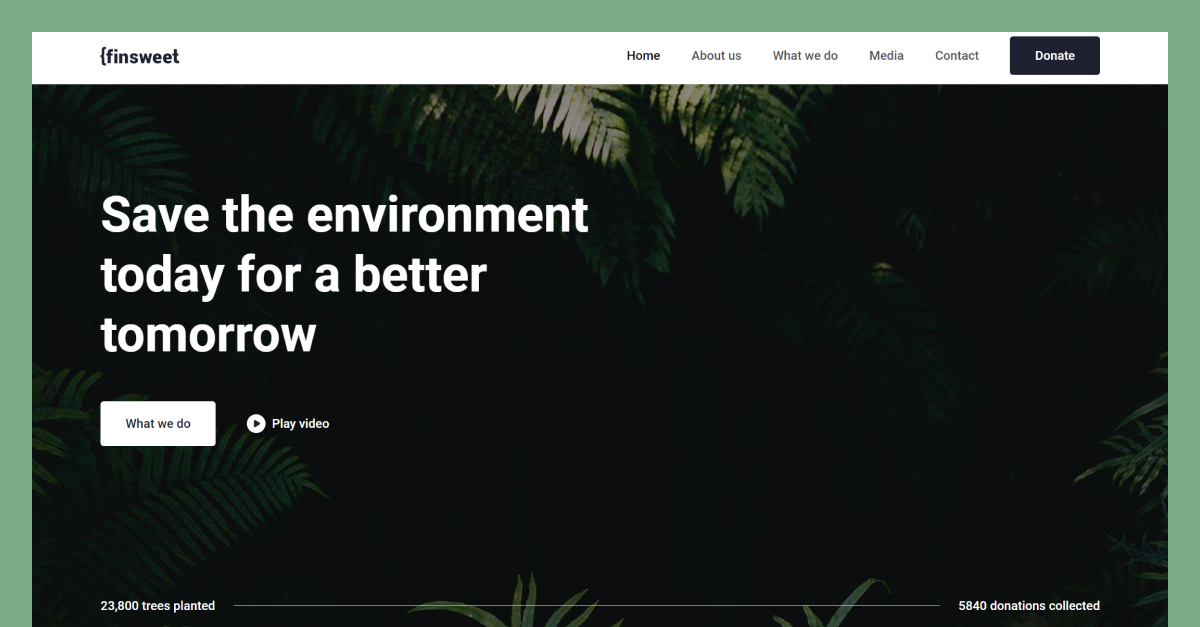 {finsweet
Home About us What we do Media Contact Donate
Save the environment
today for a better
tomorrow
What we do Play video
23,800 trees planted 5840 donations collected